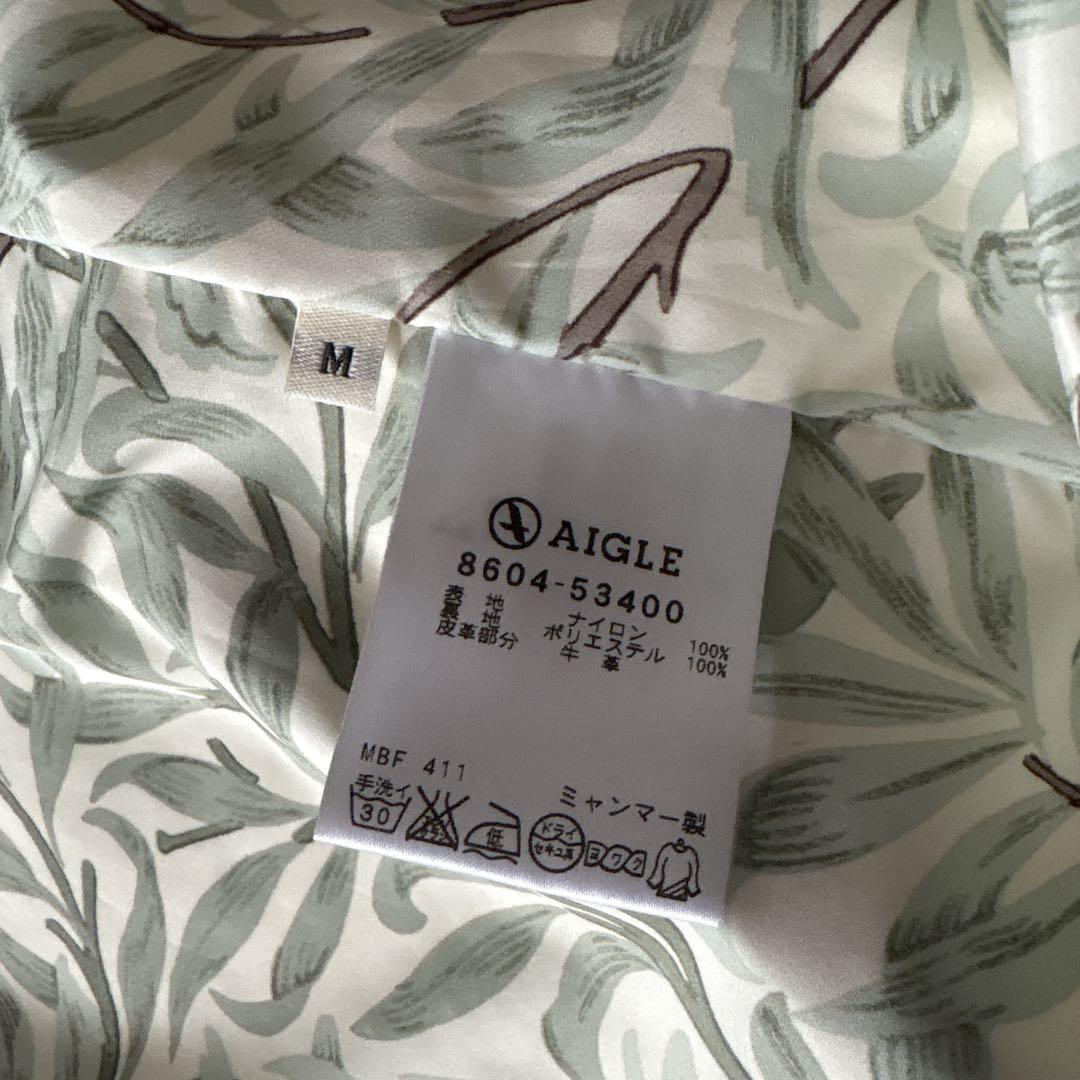 M
AIGLE
8604-53400
表地 ナイロン 100%
裏地 ポリエステル 100%
皮革部分 牛革
MBF 411
ミャンマー製
手洗イ
30
低
ドライ
セキユ系
ヨワク